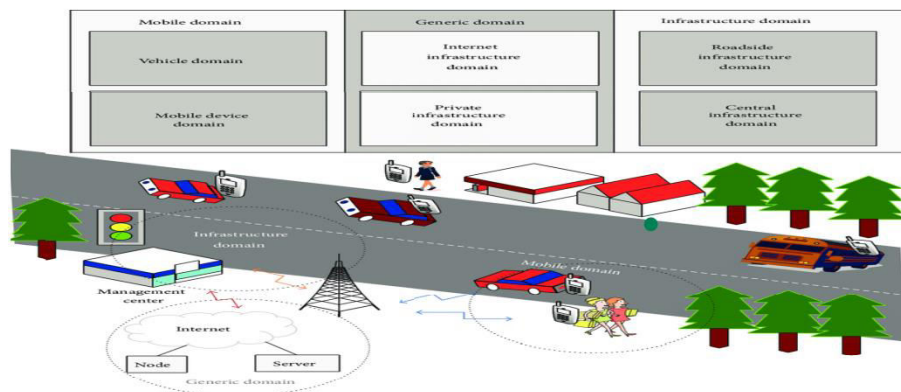 Mobile domain
Generic domain
Infrastructure domain
Vehicle domain
Internet
infrastructure
domain
Roadside
infrastructure
domain
Mobile device
domain
Private
infrastructure
domain
Central
infrastructure
domain
Infrastructure
domain
Mobile domain
Management
center
Internet
Node
Server
Generic domain